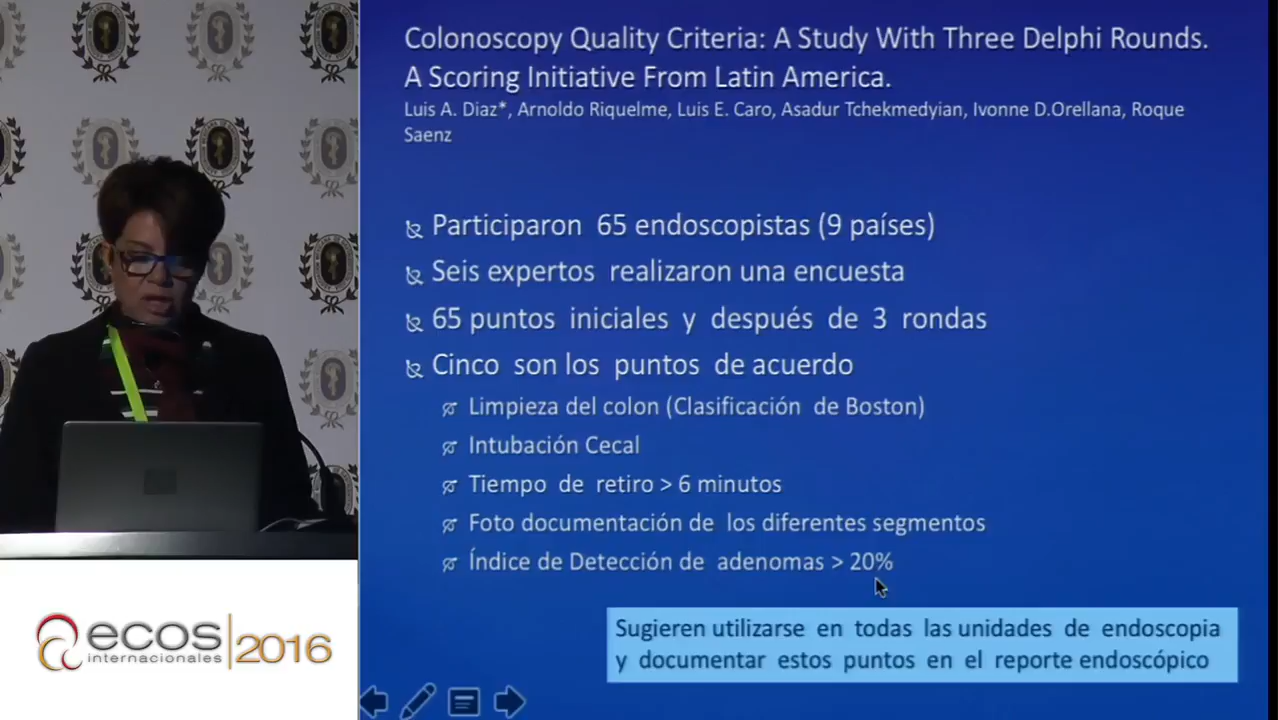 Colonoscopy Quality Criteria: A Study With Three Delphi Rounds.
A Scoring Initiative From Latin America.
Luis A. Diaz*, Arnoldo Riquelme, Luis E. Caro, Asadur Tchekmedyian, Ivonne D.Orellana, Roque
Saenz
Participaron 65 endoscopistas (9 países)
Seis expertos realizaron una encuesta
65 puntos iniciales y después de 3 rondas
Cinco son los puntos de acuerdo
Limpieza del colon (Clasificación de Boston)
Intubación Cecal
Tiempo de retiro > 6 minutos
Foto documentación de los diferentes segmentos
Índice de Detección de adenomas > 20%
Sugieren utilizarse en todas las unidades de endoscopia
y documentar estos puntos en el reporte endoscópico
ecos
internacionales
2016